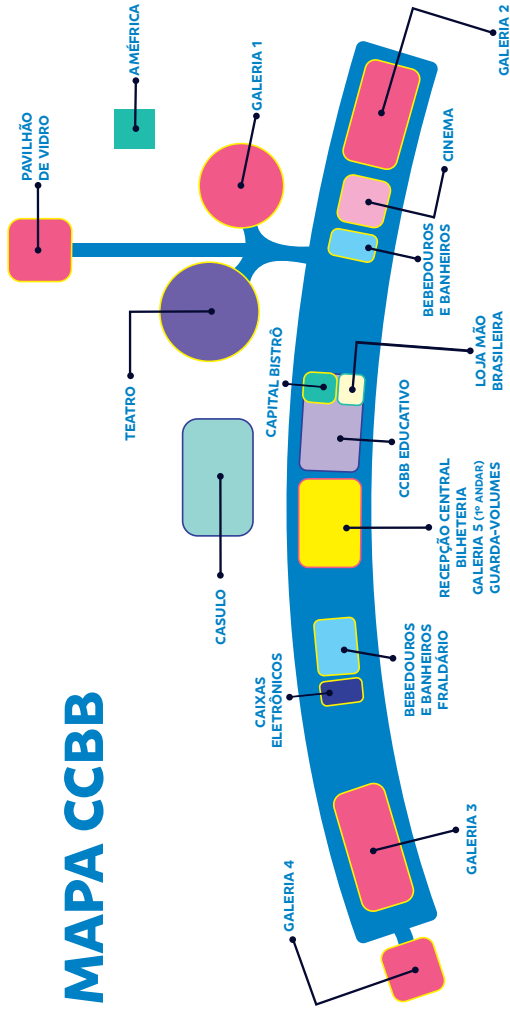 MAPA CCBB
GALERIA 4
GALERIA 3
CAIXAS
ELETRÔNICOS
BEBEDOUROS
E BANHEIROS
FRALDÁRIO
CASULO
RECEPÇÃO CENTRAL
BILHETERIA
GALERIA 5 (1º ANDAR)
GUARDA-VOLUMES
CCBB EDUCATIVO
CAPITAL BISTRÔ
LOJA MÃO
BRASILEIRA
TEATRO
PAVILHÃO
DE VIDRO
AMÉFRICA
GALERIA 1
BEBEDOUROS
E BANHEIROS
CINEMA
GALERIA 2